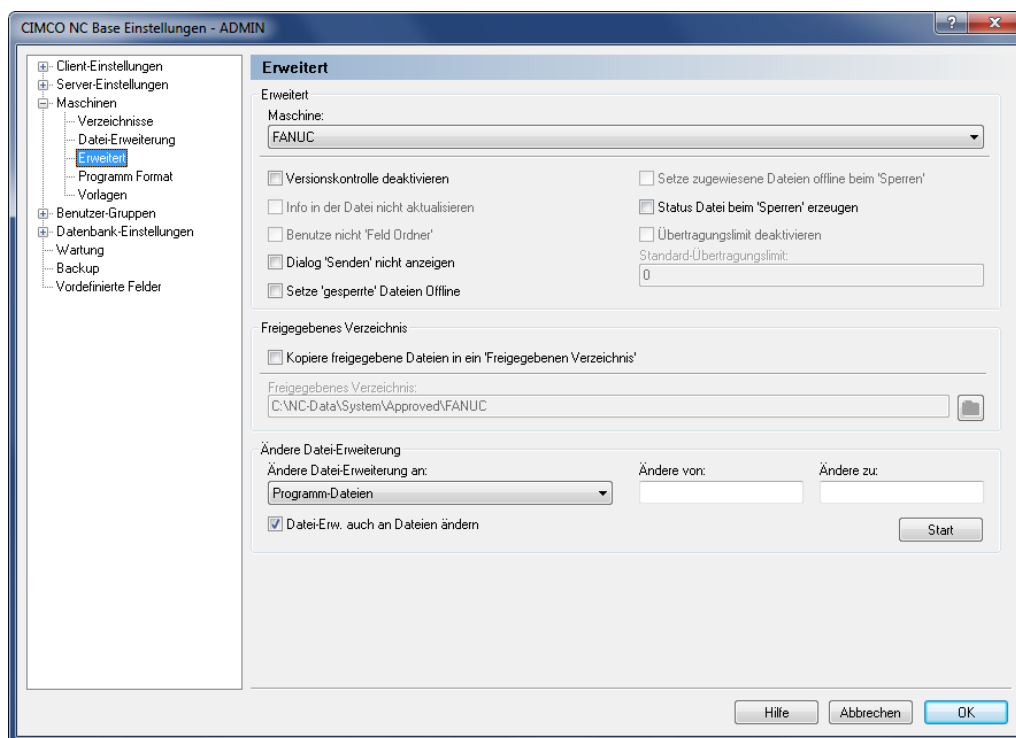 CIMCO NC Base Einstellungen - ADMIN
Client-Einstellungen
Server-Einstellungen
Maschinen
Verzeichnisse
Datei-Erweiterung
Erweitert
Programm Format
Vorlagen
Benutzer-Gruppen
Datenbank-Einstellungen
Wartung
Backup
Vordefinierte Felder
Erweitert
Erweitert
Maschine:
FANUC
Versionskontrolle deaktivieren
Info in der Datei nicht aktualisieren
Benutze nicht 'Feld Ordner'
Dialog 'Senden' nicht anzeigen
Setze 'gesperrte' Dateien Offline
Setze zugewiesene Dateien offline beim 'Sperren'
Status Datei beim 'Sperren' erzeugen
Übertragungslimit deaktivieren
Standard-Übertragungslimit:
0
Freigegebenes Verzeichnis
Kopiere freigegebene Dateien in ein 'Freigegebenen Verzeichnis'
Freigegebenes Verzeichnis:
C:\NC-Data\System\Approved\FANUC
Ändere Datei-Erweiterung
Ändere Datei-Erweiterung an:
Programm-Dateien
Ändere von:
Ändere zu:
Datei-Erw. auch an Dateien ändern
Start
Hilfe
Abbrechen
OK